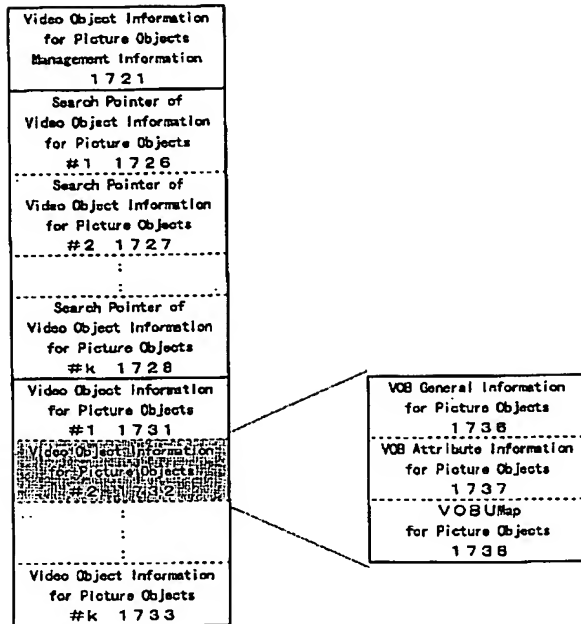 Video Object Information
for Picture Objects
Management Information
1721
Search Pointer of
Video Object Information
for Picture Objects
#1 1726
Search Pointer of
Video Object Information
for Picture Objects
#2 1727
Search Pointer of
Video Object Information
for Picture Objects
#k 1728
Video Object Information
for Picture Objects
#1 1731
Video Object Information
for Picture Objects
#2 1732
Video Object Information
for Picture Objects
#k 1733
VOB General Information
for Picture Objects
1736
VOB Attribute Information
for Picture Objects
1737
VOBUMap
for Picture Objects
1738